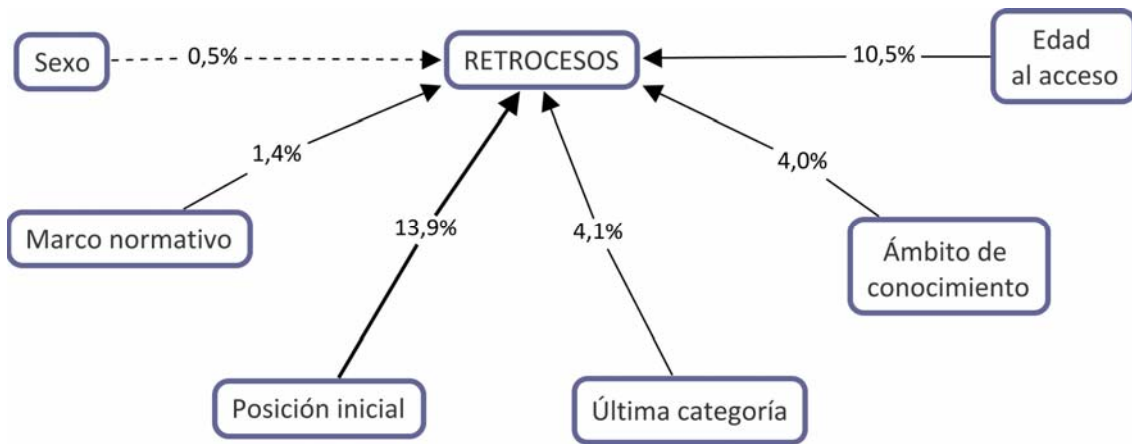 Sexo
0,5%
RETROCESOS
10,5%
Edad
al acceso
1,4%
4,0%
Marco normativo
13,9%
4,1%
Ámbito de
conocimiento
Posición inicial
Última categoría